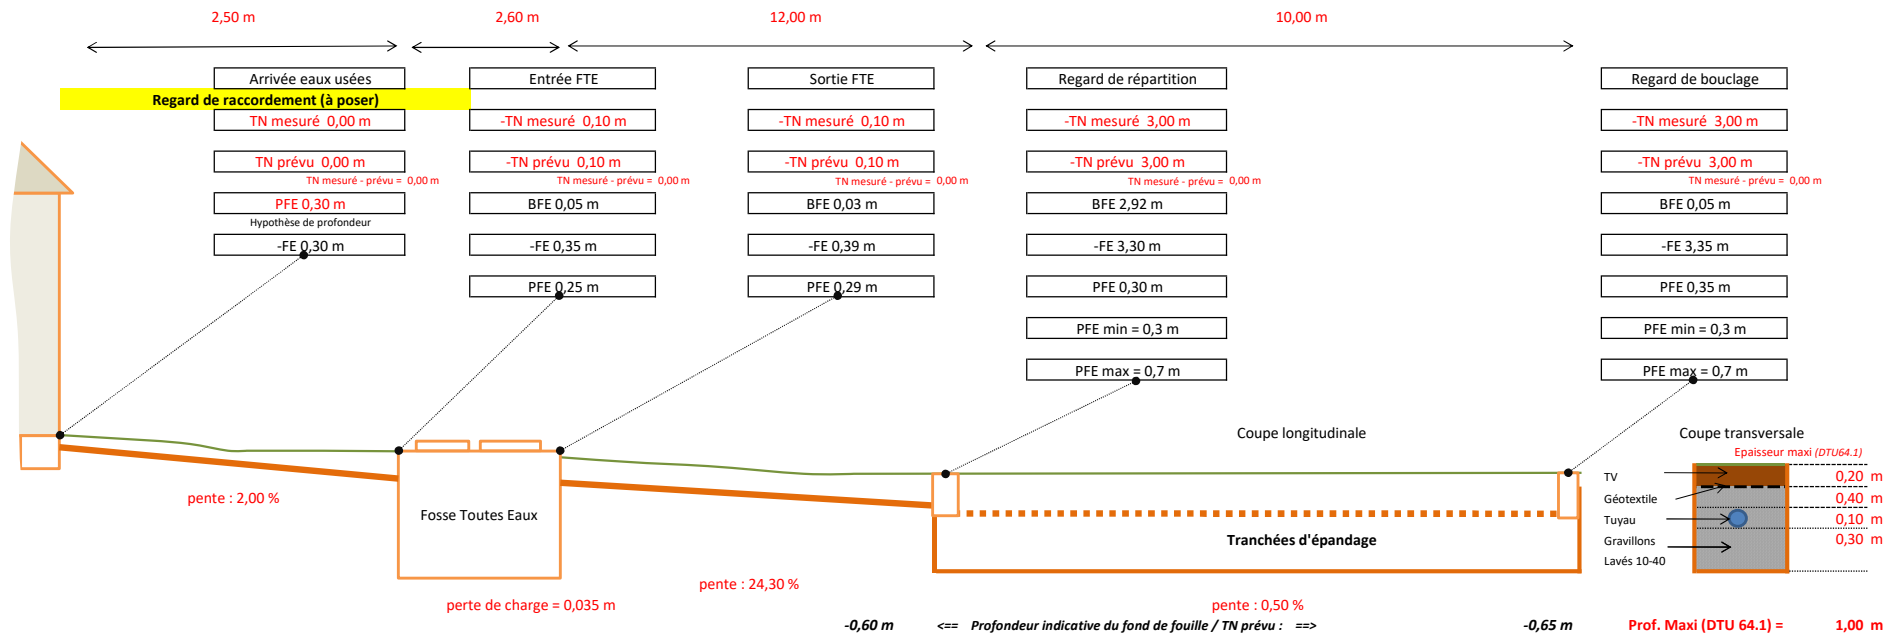 2,50 m 2,60 m 12,00 m 10,00 m
Arrivée eaux usées Entrée FTE Sortie FTE Regard de répartition Regard de bouclage
Regard de raccordement (à poser)
TN mesuré 0,00 m -TN mesuré 0,10 m -TN mesuré 0,10 m -TN mesuré 3,00 m -TN mesuré 3,00 m
TN prévu 0,00 m -TN prévu 0,10 m -TN prévu 0,10 m -TN prévu 3,00 m -TN prévu 3,00 m
TN mesuré - prévu = 0,00 m TN mesuré - prévu = 0,00 m TN mesuré - prévu = 0,00 m TN mesuré - prévu = 0,00 m TN mesuré - prévu = 0,00 m
PFE 0,30 m BFE 0,05 m BFE 0,03 m BFE 2,92 m BFE 0,05 m
Hypothèse de profondeur
-FE 0,30 m -FE 0,35 m -FE 0,39 m -FE 3,30 m -FE 3,35 m
PFE 0,25 m PFE 0,29 m PFE 0,30 m PFE 0,35 m
PFE min = 0,3 m PFE min = 0,3 m
PFE max = 0,7 m PFE max = 0,7 m
Coupe longitudinale Coupe transversale
Epaisseur maxi (DTU64.1)
TV 0,20 m
Géotextile 0,40 m
Tuyau 0,10 m
Gravillons 0,30 m
Lavés 10-40
pente : 2,00 %
Fosse Toutes Eaux
Tranchées d'épandage
pente : 24,30 %
perte de charge = 0,035 m pente : 0,50 %
-0,60 m <== Profondeur indicative du fond de fouille / TN prévu : ==> -0,65 m Prof. Maxi (DTU 64.1) = 1,00 m